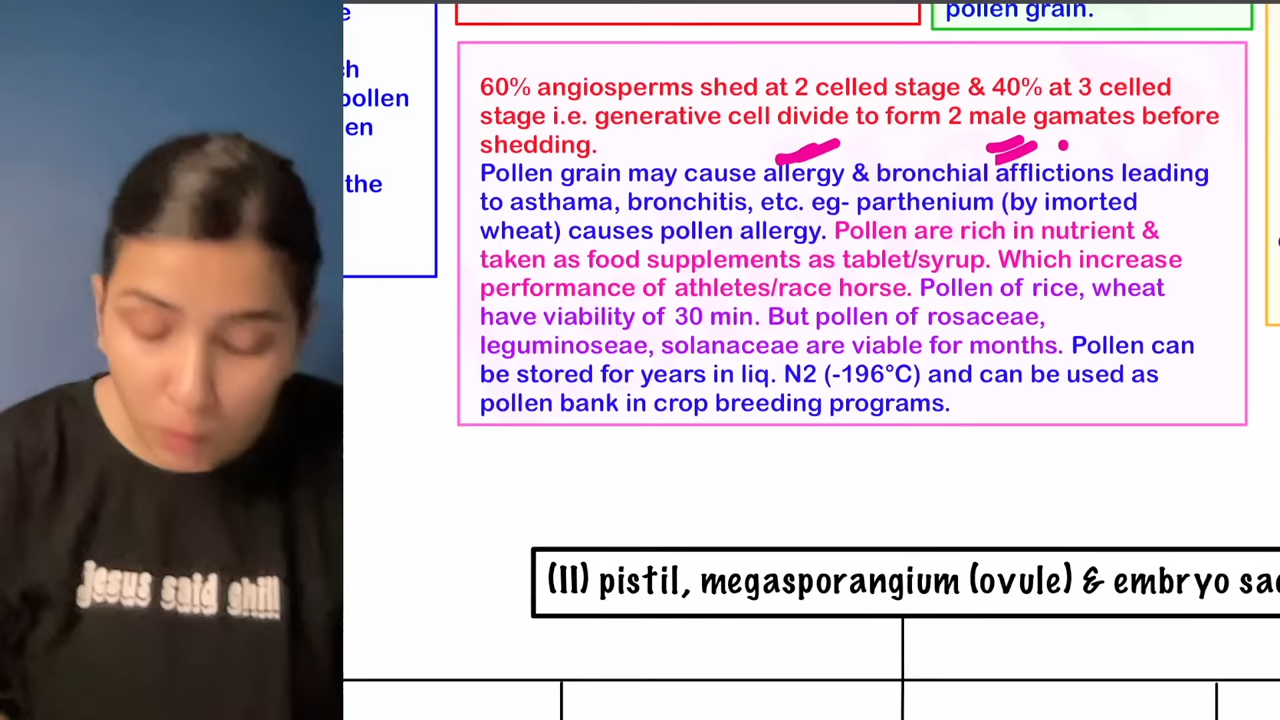 e
ch
pollen
en
the
pollen grain.
60% angiosperms shed at 2 celled stage & 40% at 3 celled
stage i.e. generative cell divide to form 2 male gamates before
shedding.
Pollen grain may cause allergy & bronchial afflictions leading
to asthama, bronchitis, etc. eg- parthenium (by imorted
wheat) causes pollen allergy. Pollen are rich in nutrient &
taken as food supplements as tablet/syrup. Which increase
performance of athletes/race horse. Pollen of rice, wheat
have viability of 30 min. But pollen of rosaceae,
leguminoseae, solanaceae are viable for months. Pollen can
be stored for years in liq. N2 (-196°C) and can be used as
pollen bank in crop breeding programs.
(II) pistil, megasporangium (ovule) & embryo sac
jesus said chill